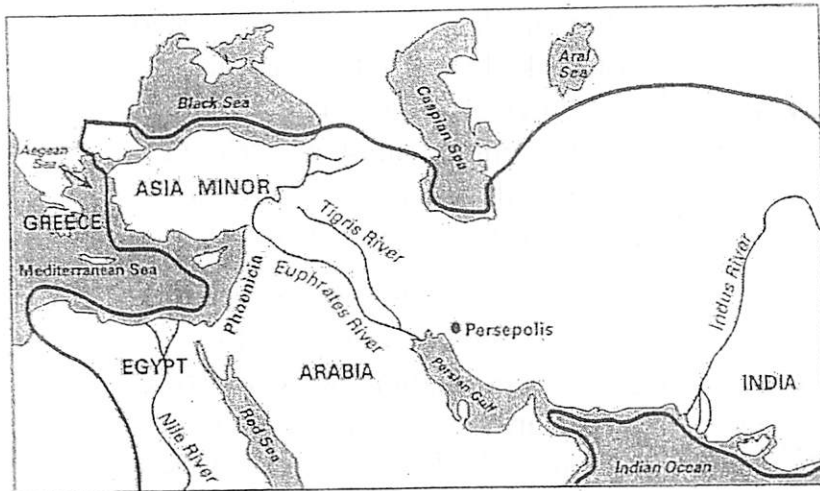 Aral
Sea
Black Sea
Caspian Sea
Aegean
Sea
ASIA MINOR
GREECE
Tigris River
Mediterranean Sea
Phoenicia
Euphrates River
Indus River
Persepolis
EGYPT
ARABIA
Persian Gulf
INDIA
Nile River
Red Sea
Indian Ocean